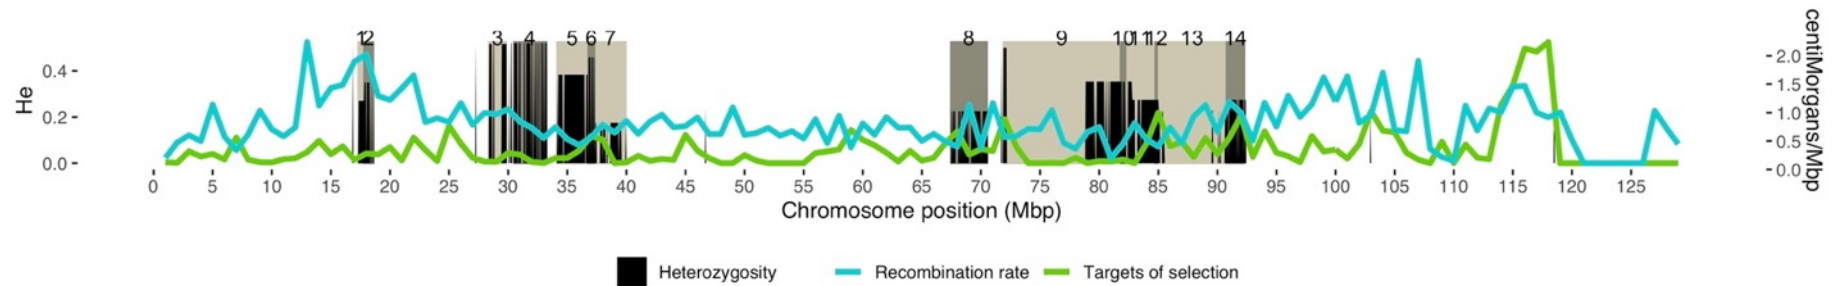 12 3 4 5 6 7 8 9 10 11 12 13 14
He
0.4
0.2
0.0
2.0
1.5
1.0
0.5
0.0
centiMorgans/Mbp
0 5 10 15 20 25 30 35 40 45 50 55 60 65 70 75 80 85 90 95 100 105 110 115 120 125
Chromosome position (Mbp)
Heterozygosity Recombination rate Targets of selection